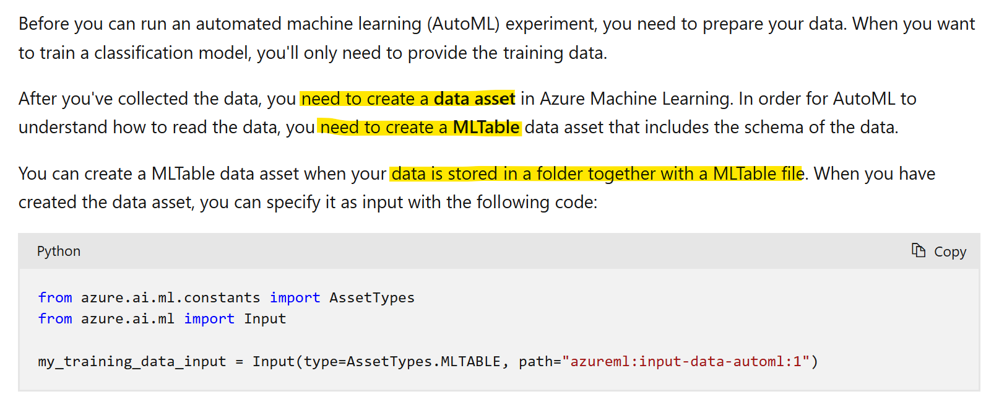 Before you can run an automated machine learning (AutoML) experiment, you need to prepare your data. When you want
to train a classification model, you'll only need to provide the training data.
After you've collected the data, you need to create a data asset in Azure Machine Learning. In order for AutoML to
understand how to read the data, you need to create a MLTable data asset that includes the schema of the data.
You can create a MLTable data asset when your data is stored in a folder together with a MLTable file. When you have
created the data asset, you can specify it as input with the following code:
Python Copy
from azure.ai.ml.constants import AssetTypes
from azure.ai.ml import Input
my_training_data_input = Input(type=AssetTypes.MLTABLE, path="azureml:input-data-automl:1")